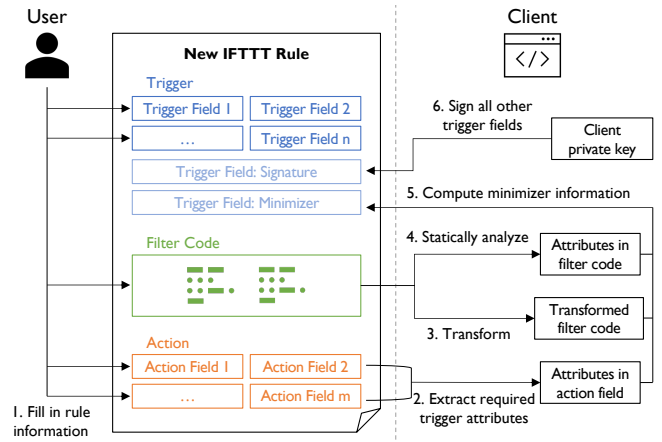 User
Client
New IFTTT Rule
</>
Trigger
Trigger Field 1
Trigger Field 2
...
Trigger Field n
Trigger Field: Signature
Trigger Field: Minimizer
6. Sign all other
trigger fields
Client
private key
5. Compute minimizer information
Filter Code
4. Statically analyze
Attributes in
filter code
3. Transform
Transformed
filter code
Action
Action Field 1
Action Field 2
...
Action Field m
Attributes in
action field
2. Extract required
trigger attributes
1. Fill in rule
information